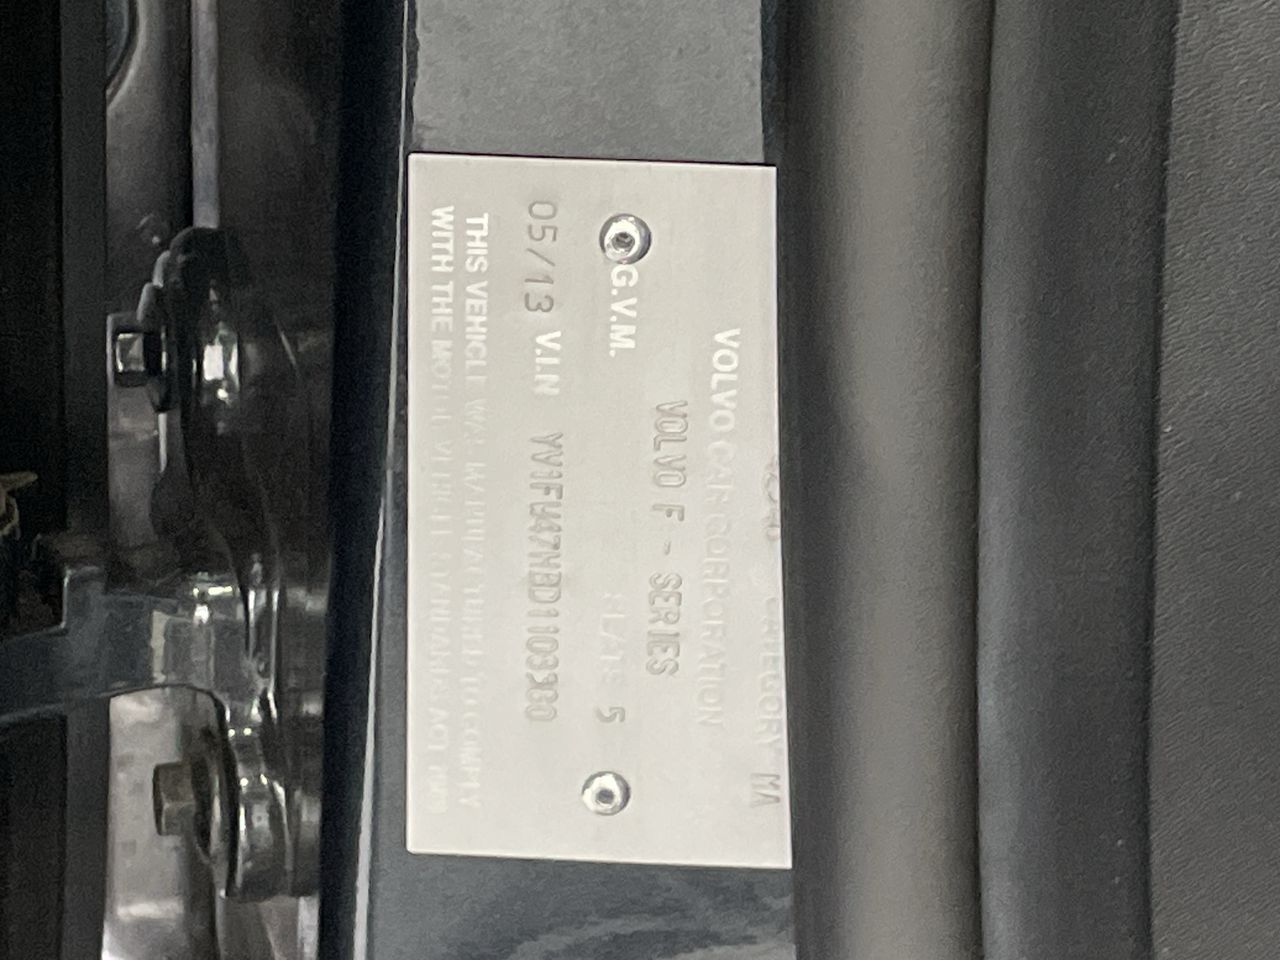 CATEGORY MA
VOLVO CAR CORPORATION
VOLVO F - SERIES
G.V.M. SEATS 5
05/13 V.I.N
THIS VEHICLE WAS MANUFACTURED TO COMPLY
WITH THE MOTOR VEHICLE STANDARDS ACT 1989